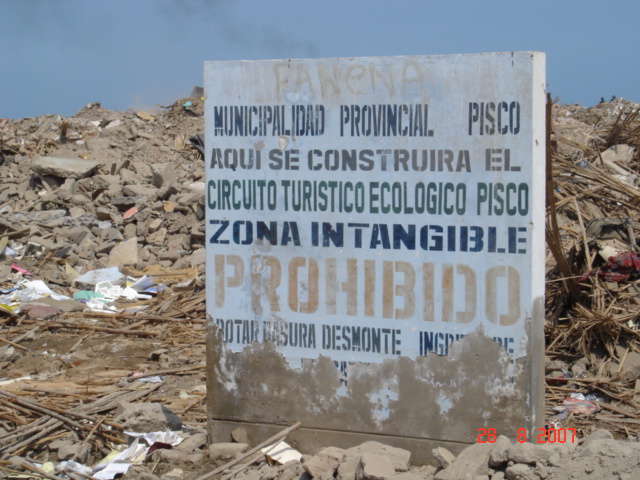 PANENA
MUNICIPALIDAD PROVINCIAL PISCO
AQUI SE CONSTRUIRA EL
CIRCUITO TURISTICO ECOLOGICO PISCO
ZONA INTANGIBLE
PROHIBIDO
BOTAR BASURA DESMONTE
28 8 2007